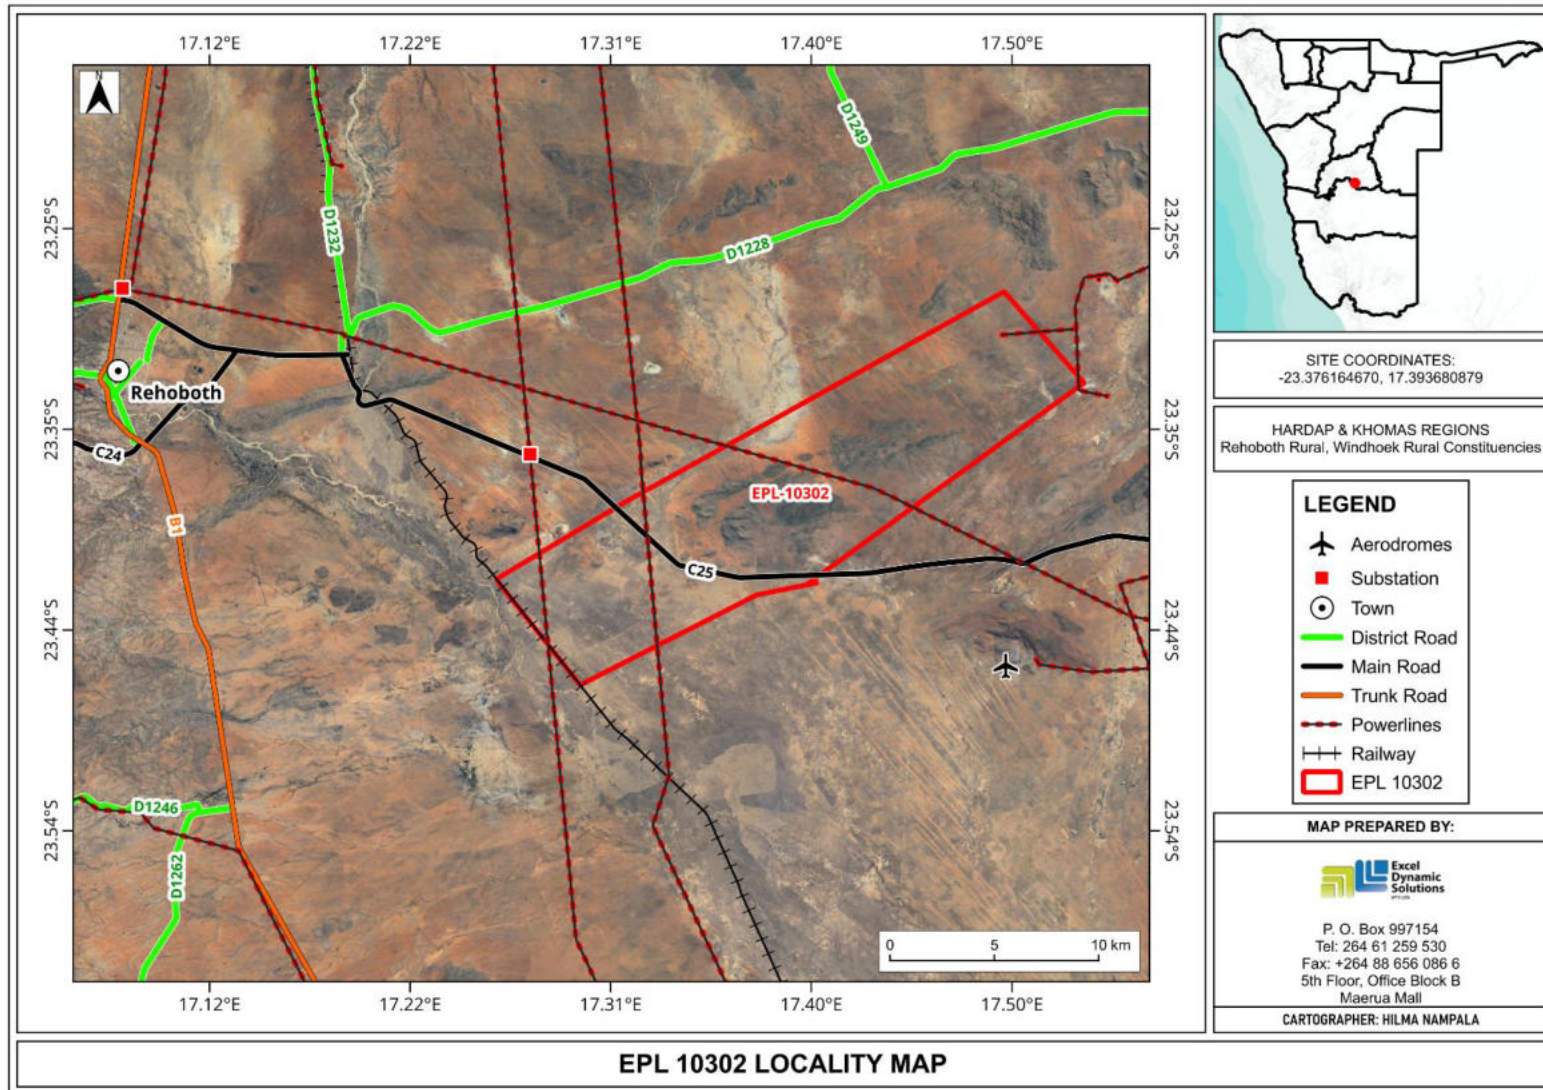 17.12°E
17.22°E
17.31°E
17.40°E
17.50°E
N
D1249
D1232
D1228
23.25°S
23.25°S
Rehoboth
23.35°S
23.35°S
C24
EPL-10302
B1
C25
23.44°S
23.44°S
D1246
D1262
23.54°S
23.54°S
0 5 10 km
17.12°E
17.22°E
17.31°E
17.40°E
17.50°E
EPL 10302 LOCALITY MAP
SITE COORDINATES:
-23.376164670, 17.393680879
HARDAP & KHOMAS REGIONS
Rehoboth Rural, Windhoek Rural Constituencies
LEGEND
Aerodromes
Substation
Town
District Road
Main Road
Trunk Road
Powerlines
Railway
EPL 10302
MAP PREPARED BY:
Excel
Dynamic
Solutions
P. O. Box 997154
Tel: 264 61 259 530
Fax: +264 88 656 086 6
5th Floor, Office Block B
Maerua Mall
CARTOGRAPHER: HILMA NAMPALA